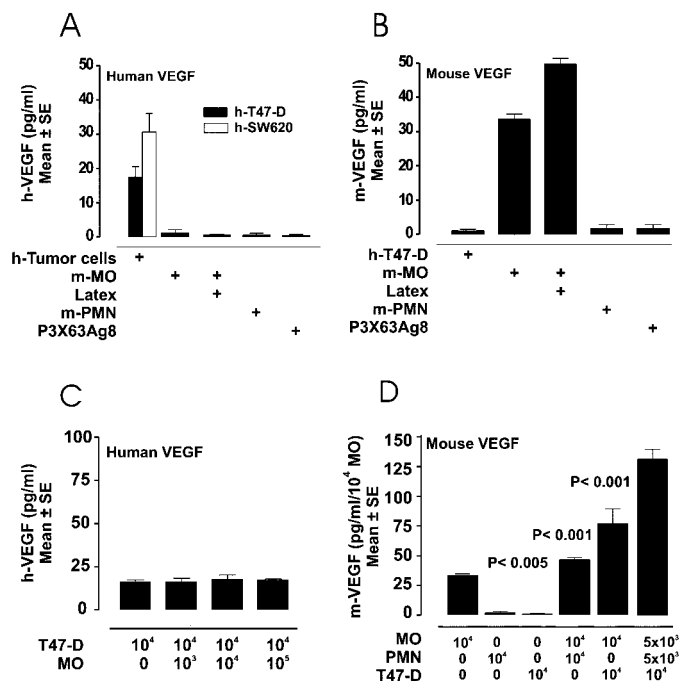 A
Human VEGF
h-VEGF (pg/ml)
Mean ± SE
50
40
30
20
10
0
h-T47-D
h-SW620
h-Tumor cells +
m-MO + +
Latex +
m-PMN +
P3X63Ag8 +
B
Mouse VEGF
m-VEGF (pg/ml)
Mean ± SE
50
40
30
20
10
0
h-T47-D +
m-MO + +
Latex +
m-PMN +
P3X63Ag8 +
C
Human VEGF
h-VEGF (pg/ml)
Mean ± SE
100
75
50
25
0
T47-D 10⁴ 10⁴ 10⁴ 10⁴
MO 0 10³ 10⁴ 10⁵
D
Mouse VEGF
m-VEGF (pg/ml/10⁴ MO)
Mean ± SE
150
125
100
75
50
25
0
P< 0.005
P< 0.001
P< 0.001
MO 10⁴ 0 0 10⁴ 10⁴ 5x10³
PMN 0 10⁴ 0 10⁴ 0 5x10³
T47-D 0 0 10⁴ 0 10⁴ 10⁴